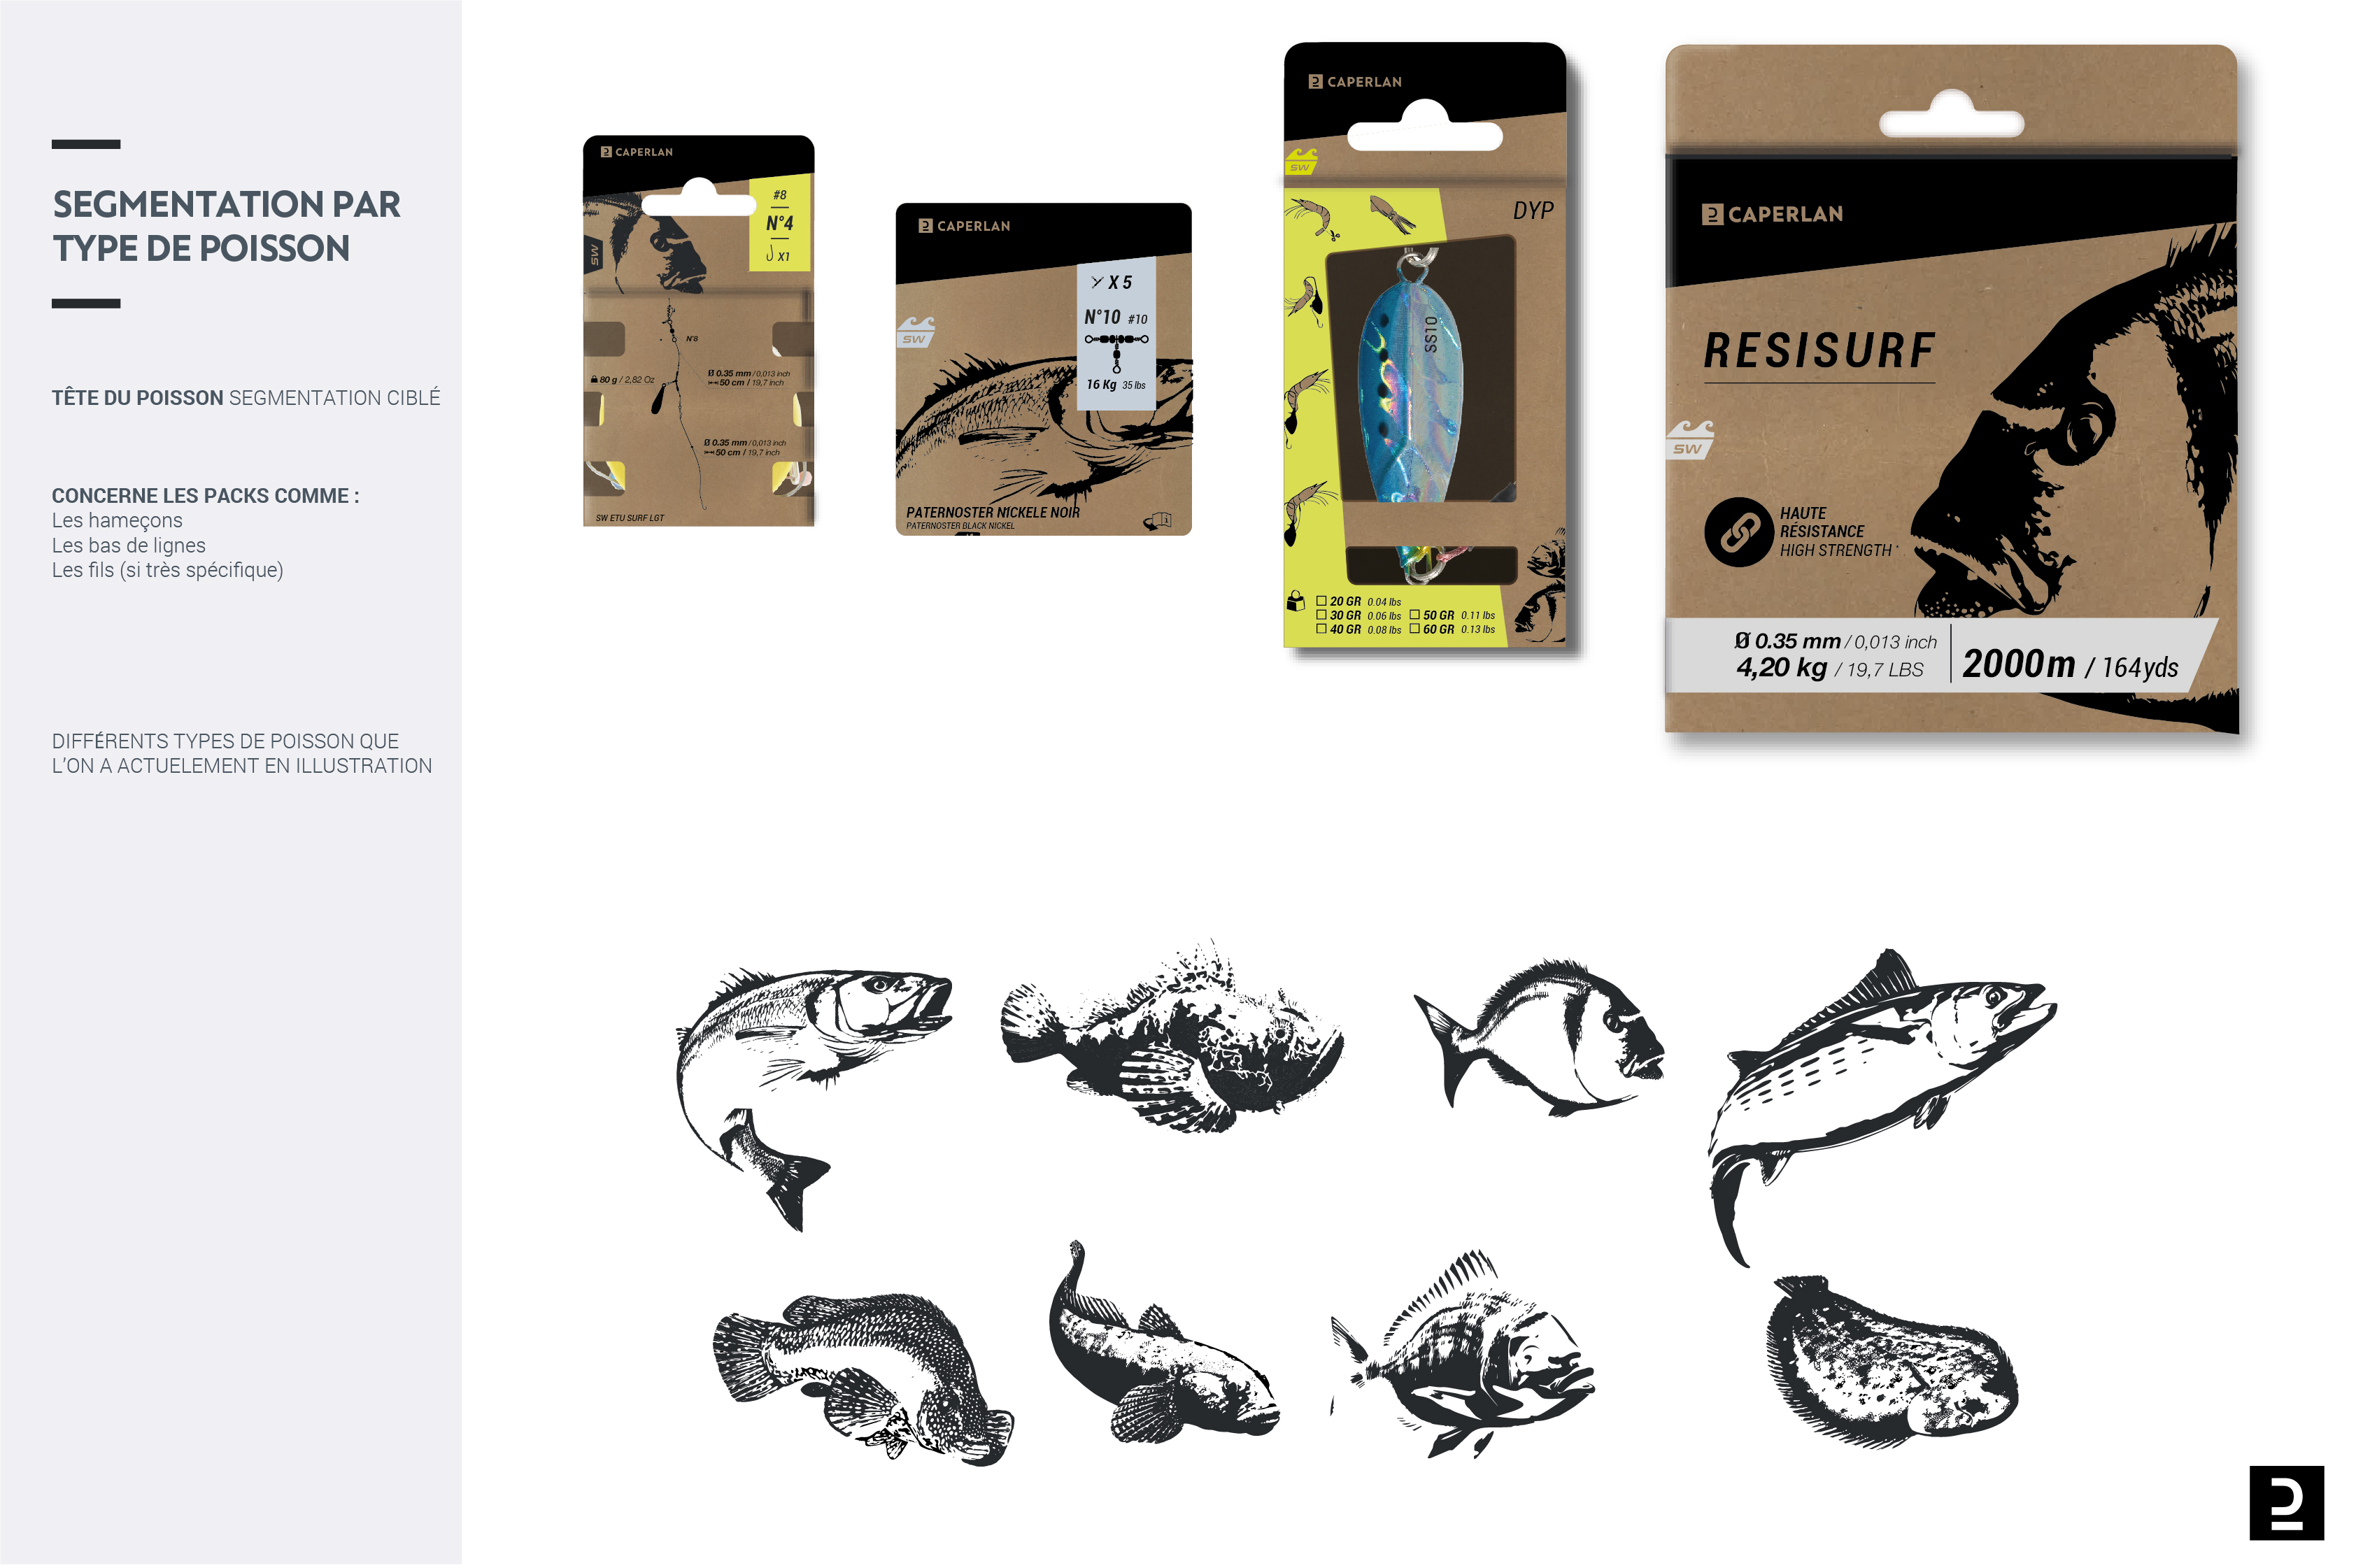 SEGMENTATION PAR
TYPE DE POISSON
TÊTE DU POISSON SEGMENTATION CIBLÉ
CONCERNE LES PACKS COMME :
Les hameçons
Les bas de lignes
Les fils (si très spécifique)
DIFFÉRENTS TYPES DE POISSON QUE
L'ON A ACTUELEMENT EN ILLUSTRATION
CAPERLAN
#8
N°4
X1
SW
N°8
80 g / 2,82 Oz
Ø 0.35 mm / 0,013 inch
50 cm / 19,7 inch
Ø 0.35 mm / 0,013 inch
50 cm / 19,7 inch
SW ETU SURF LGT
CAPERLAN
X 5
N°10 #10
16 Kg 35 lbs
SW
PATERNOSTER NICKELE NOIR
PATERNOSTER BLACK NICKEL
CAPERLAN
SW
DYP
SS10
20 GR 0.04 lbs
30 GR 0.06 lbs 50 GR 0.11 lbs
40 GR 0.08 lbs 60 GR 0.13 lbs
CAPERLAN
RESISURF
SW
HAUTE
RÉSISTANCE
HIGH STRENGTH
Ø 0.35 mm / 0,013 inch
4,20 kg / 19,7 LBS
2000m / 164yds